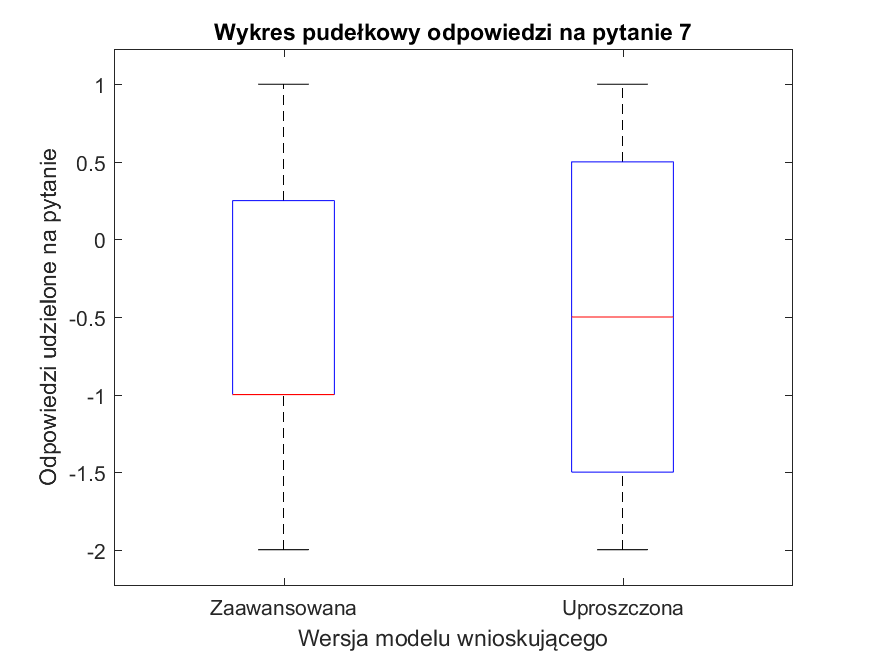 Wykres pudełkowy odpowiedzi na pytanie 7
Odpowiedzi udzielone na pytanie
1
0.5
0
-0.5
-1
-1.5
-2
Zaawansowana
Uproszczona
Wersja modelu wnioskującego